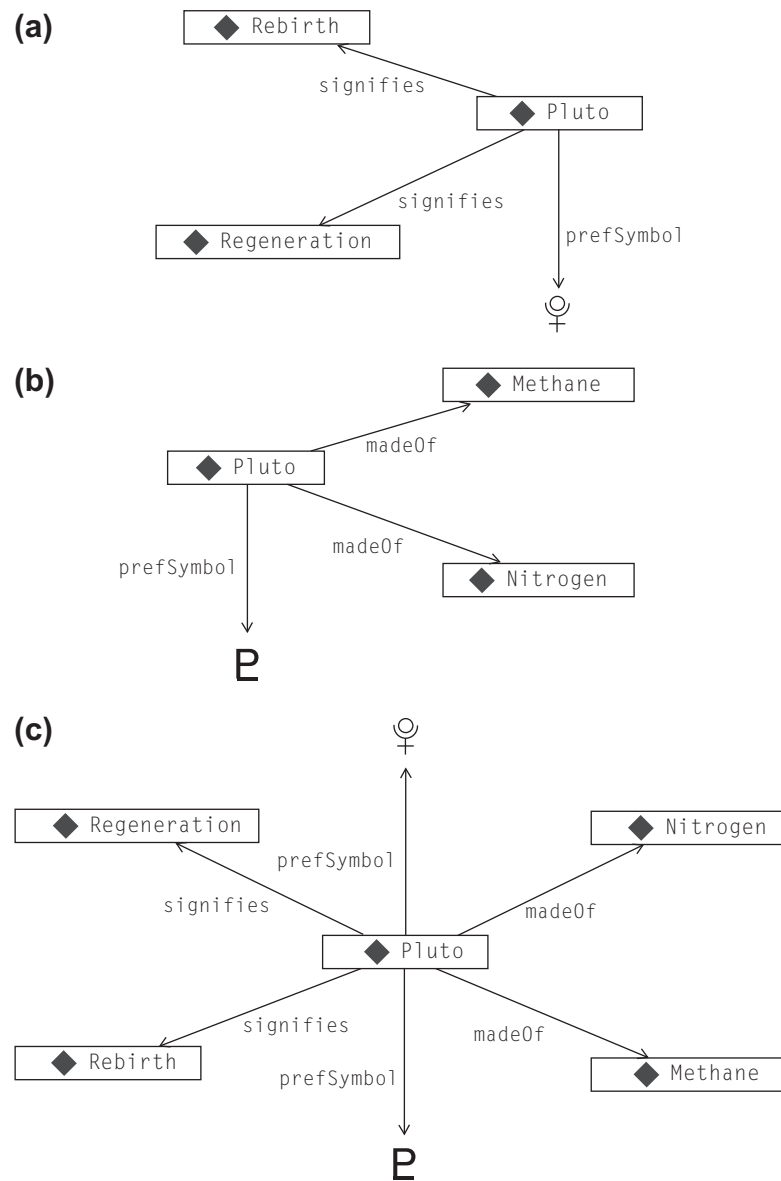 (a)
Rebirth
signifies
Pluto
signifies
Regeneration
prefSymbol
(b)
Methane
madeOf
Pluto
madeOf
prefSymbol
Nitrogen
(c)
Regeneration
Nitrogen
prefSymbol
signifies
madeOf
Pluto
signifies
madeOf
Rebirth
prefSymbol
Methane